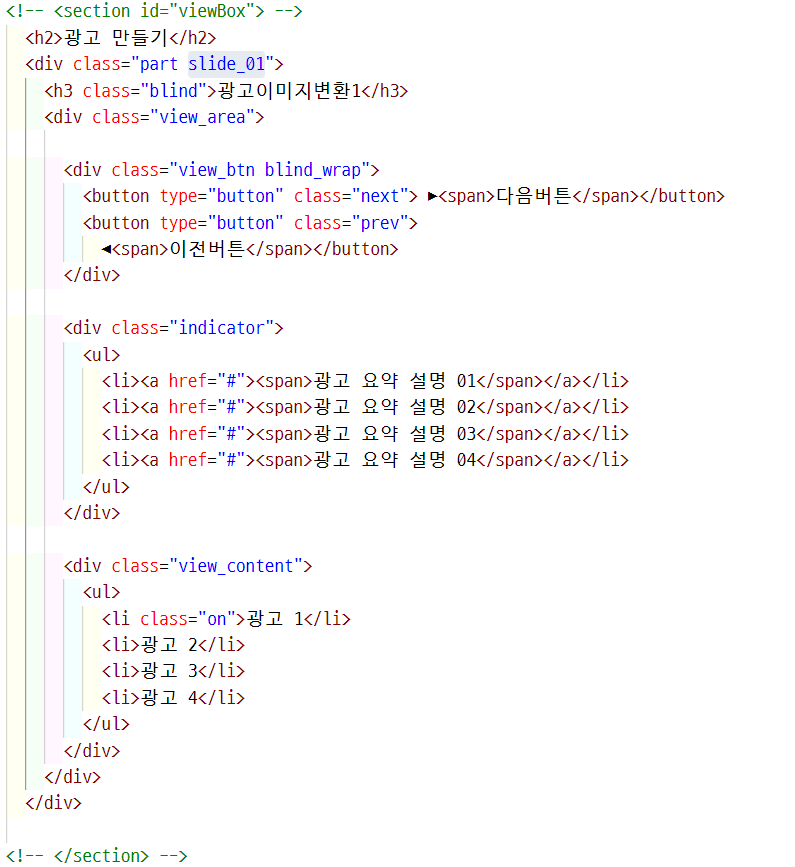 <!-- <section id="viewBox"> -->
<h2>광고 만들기</h2>
<div class="part slide_01">
<h3 class="blind">광고이미지변환1</h3>
<div class="view_area">
<div class="view_btn blind_wrap">
<button type="button" class="next"> ►<span>다음버튼</span></button>
<button type="button" class="prev">
◄<span>이전버튼</span></button>
</div>
<div class="indicator">
<ul>
<li><a href="#"><span>광고 요약 설명 01</span></a></li>
<li><a href="#"><span>광고 요약 설명 02</span></a></li>
<li><a href="#"><span>광고 요약 설명 03</span></a></li>
<li><a href="#"><span>광고 요약 설명 04</span></a></li>
</ul>
</div>
<div class="view_content">
<ul>
<li class="on">광고 1</li>
<li>광고 2</li>
<li>광고 3</li>
<li>광고 4</li>
</ul>
</div>
</div>
</div>
<!-- </section> -->